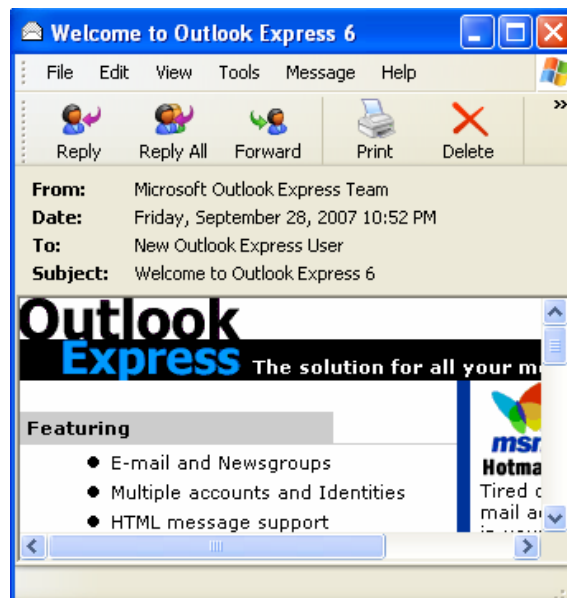 Welcome to Outlook Express 6
File Edit View Tools Message Help
Reply Reply All Forward Print Delete
From: Microsoft Outlook Express Team
Date: Friday, September 28, 2007 10:52 PM
To: New Outlook Express User
Subject: Welcome to Outlook Express 6
Outlook
Express The solution for all your
Featuring
msn
Hotma
● E-mail and Newsgroups
● Multiple accounts and Identities
● HTML message support
Tired
mail